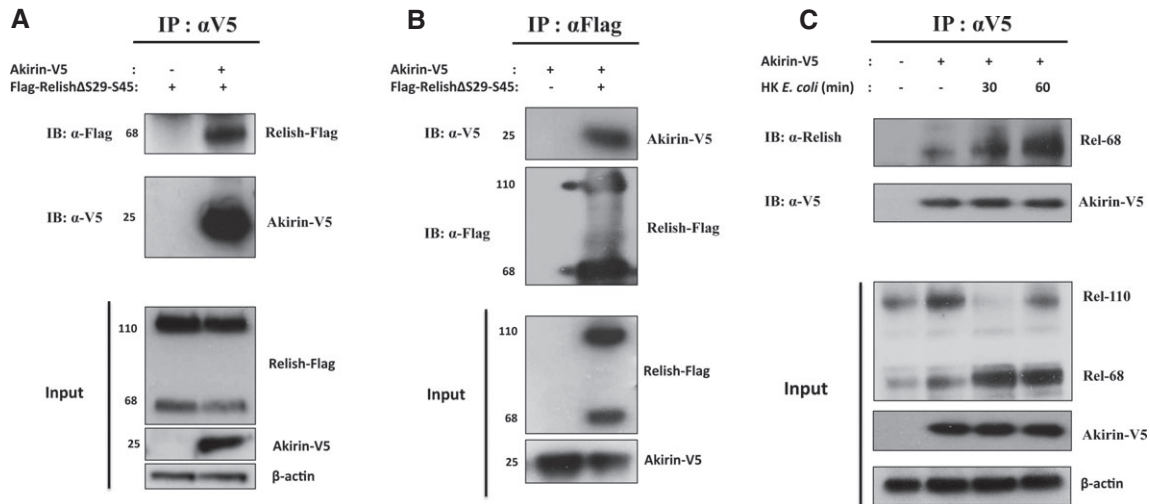 A
IP : αV5
Akirin-V5 : - +
Flag-RelishΔS29-S45: + +
IB: α-Flag 68 Relish-Flag
IB: α-V5 25 Akirin-V5
Input
110
Relish-Flag
68
25 Akirin-V5
β-actin
B
IP : αFlag
Akirin-V5 : + +
Flag-RelishΔS29-S45: - +
IB: α-V5 25 Akirin-V5
110
IB: α-Flag Relish-Flag
68
Input
110
Relish-Flag
68
25 Akirin-V5
C
IP : αV5
Akirin-V5 : - + + +
HK E. coli (min) : - - 30 60
IB: α-Relish Rel-68
IB: α-V5 Akirin-V5
Input
Rel-110
Rel-68
Akirin-V5
β-actin